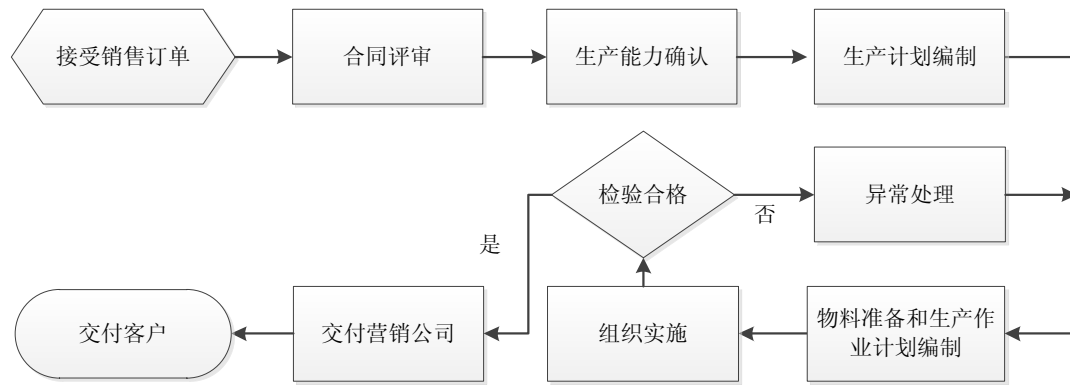 接受销售订单
合同评审
生产能力确认
生产计划编制
检验合格
异常处理
否
是
交付客户
交付营销公司
组织实施
物料准备和生产作
业计划编制